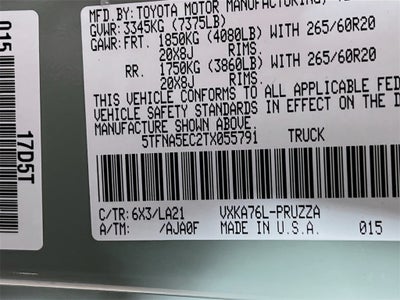 MFD.BY: TOYOTA MOTOR MANUFACTURING,
GVWR: 3345KG (7375LB)
GAWR: FRT. 1850KG (4080LB) WITH 265/60R20
20X8J RIMS.
RR. 1750KG (3860LB) WITH 265/60R20
20X8J RIMS.
THIS VEHICLE CONFORMS TO ALL APPLICABLE FED
VEHICLE SAFETY STANDARDS IN EFFECT ON THE D
MANUFACTURE SHOWN ABOVE.
5TFNA5EC2TX055791 TRUCK
C/TR: 6X3/LA21 VXKA76L-PRUZZA
A/TM: /AJA0F MADE IN U.S.A. 015
015
17D5T